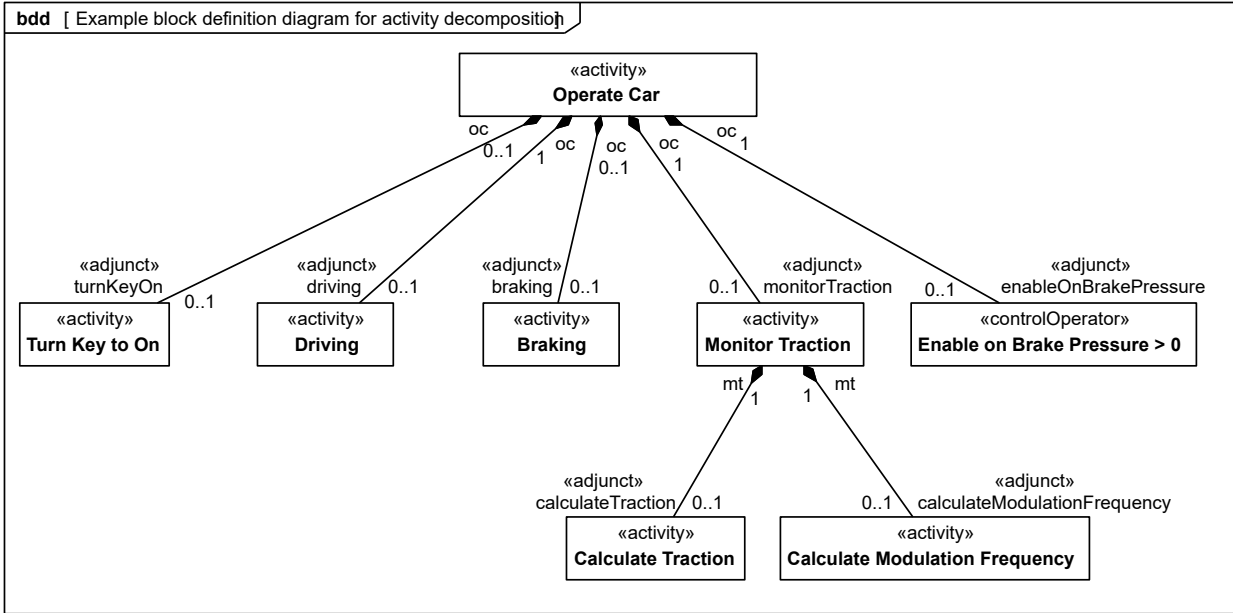 bdd [ Example block definition diagram for activity decomposition]
«activity»
Operate Car
oc
0..1
1
oc
oc
0..1
oc
1
oc
1
«adjunct»
turnKeyOn
0..1
«adjunct»
driving
0..1
«adjunct»
braking
0..1
0..1
«adjunct»
monitorTraction
0..1
«adjunct»
enableOnBrakePressure
«activity»
Turn Key to On
«activity»
Driving
«activity»
Braking
«activity»
Monitor Traction
«controlOperator»
Enable on Brake Pressure > 0
mt
1
1
mt
«adjunct»
calculateTraction
0..1
0..1
«adjunct»
calculateModulationFrequency
«activity»
Calculate Traction
«activity»
Calculate Modulation Frequency